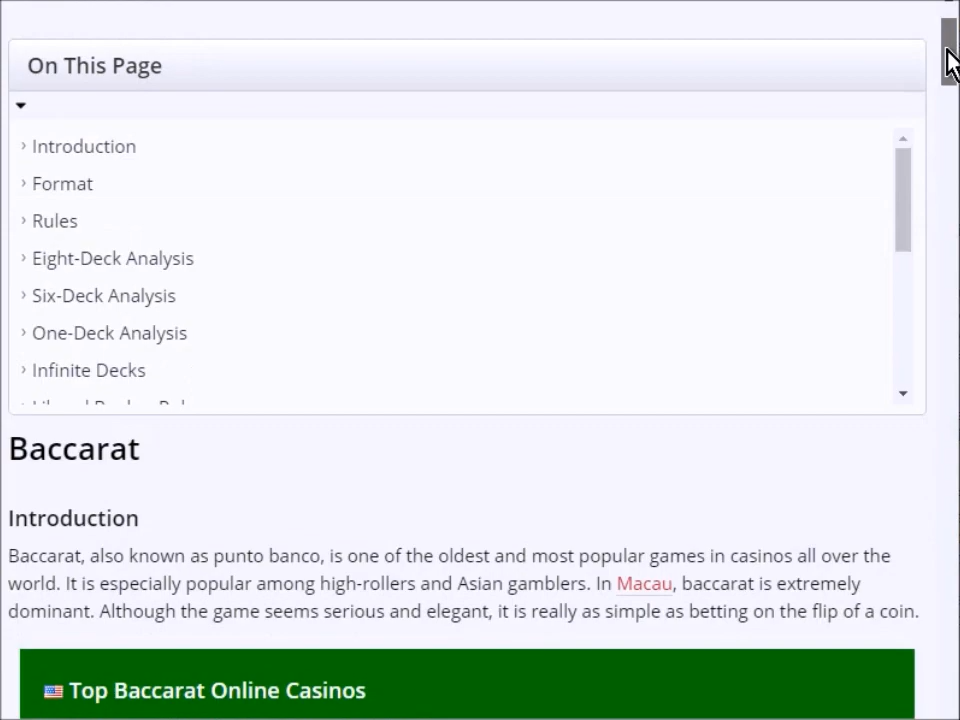 On This Page
Introduction
Format
Rules
Eight-Deck Analysis
Six-Deck Analysis
One-Deck Analysis
Infinite Decks
Baccarat
Introduction
Baccarat, also known as punto banco, is one of the oldest and most popular games in casinos all over the
world. It is especially popular among high-rollers and Asian gamblers. In Macau, baccarat is extremely
dominant. Although the game seems serious and elegant, it is really as simple as betting on the flip of a coin.
Top Baccarat Online Casinos